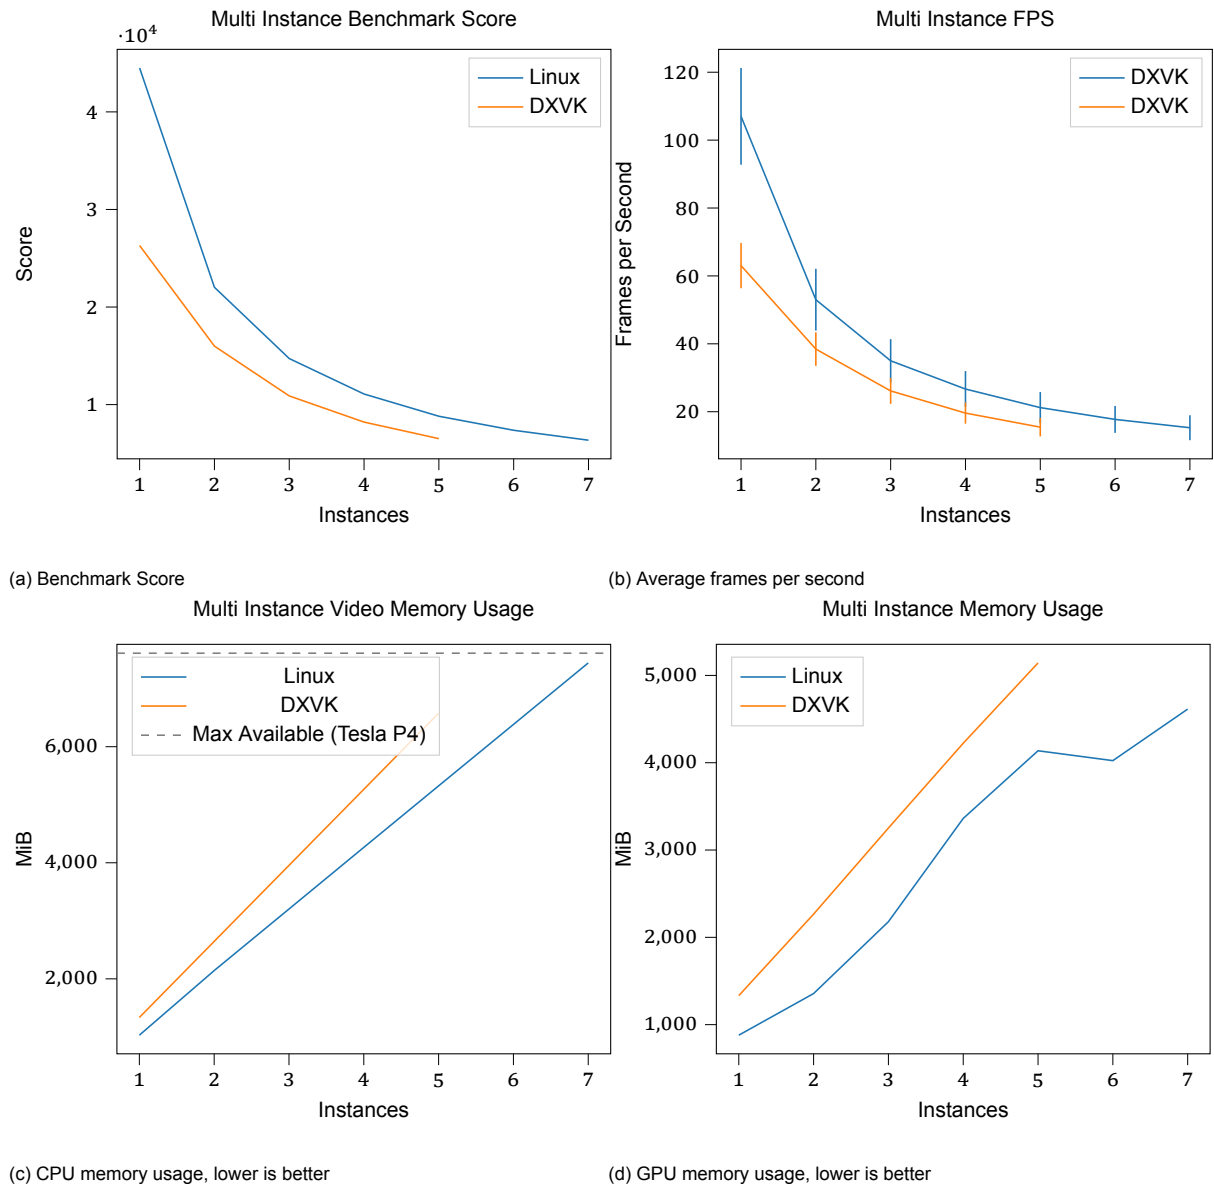 Multi Instance Benchmark Score
·10⁴
4
3
2
1
Score
Linux
DXVK
1 2 3 4 5 6 7
Instances
(a) Benchmark Score
Multi Instance FPS
120
100
80
60
40
20
Frames per Second
DXVK
DXVK
1 2 3 4 5 6 7
Instances
(b) Average frames per second
Multi Instance Video Memory Usage
6,000
4,000
2,000
MiB
Linux
DXVK
Max Available (Tesla P4)
1 2 3 4 5 6 7
Instances
(c) CPU memory usage, lower is better
Multi Instance Memory Usage
5,000
4,000
3,000
2,000
1,000
MiB
Linux
DXVK
1 2 3 4 5 6 7
Instances
(d) GPU memory usage, lower is better